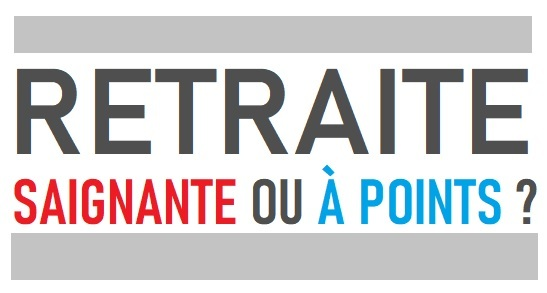 RETRAITE
SAIGNANTE OU À POINTS ?